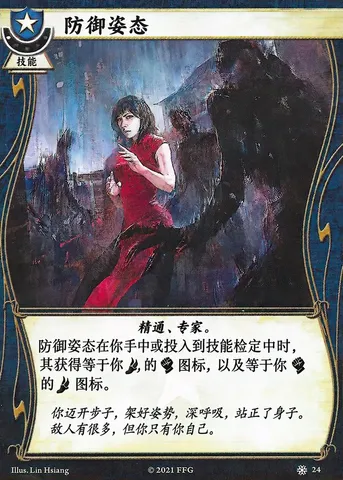 防御姿态
技能
精通、专家。
防御姿态在你手中或投入到技能检定中时，
其获得等于你 的 图标，以及等于你
的 图标。
你迈开步子，架好姿势，深呼吸，站正了身子。
敌人有很多，但你只有你自己。
Illus. Lin Hsiang
© 2021 FFG
24